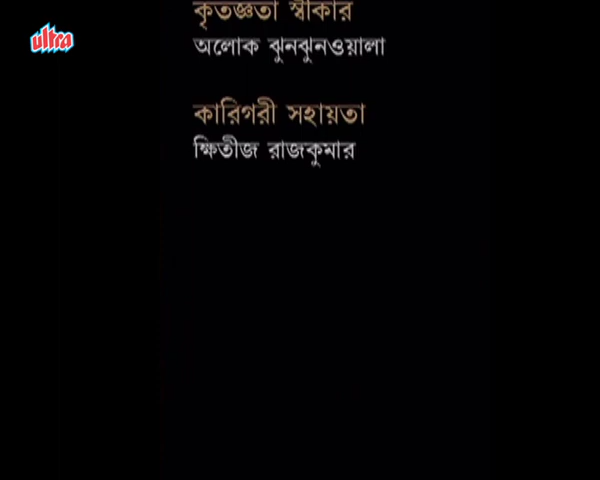 ultra
কৃতজ্ঞতা স্বীকার
অলোক ঝুনঝুনওয়ালা
কারিগরী সহায়তা
ক্ষিতীজ রাজকুমার